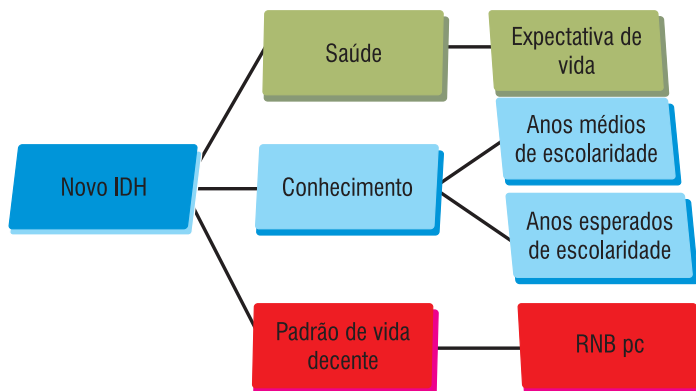 Saúde
Expectativa de
vida
Novo IDH
Conhecimento
Anos médios
de escolaridade
Anos esperados
de escolaridade
Padrão de vida
decente
RNB pc